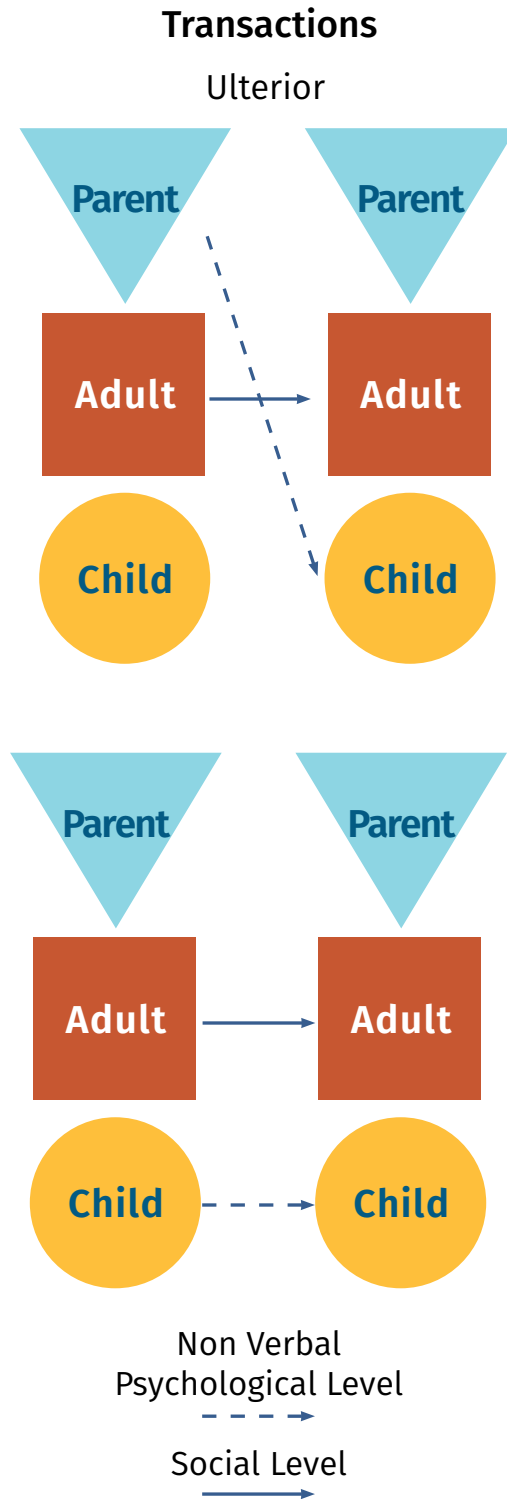 Transactions
Ulterior
Parent Parent
Adult Adult
Child Child
Parent Parent
Adult Adult
Child Child
Non Verbal
Psychological Level
Social Level